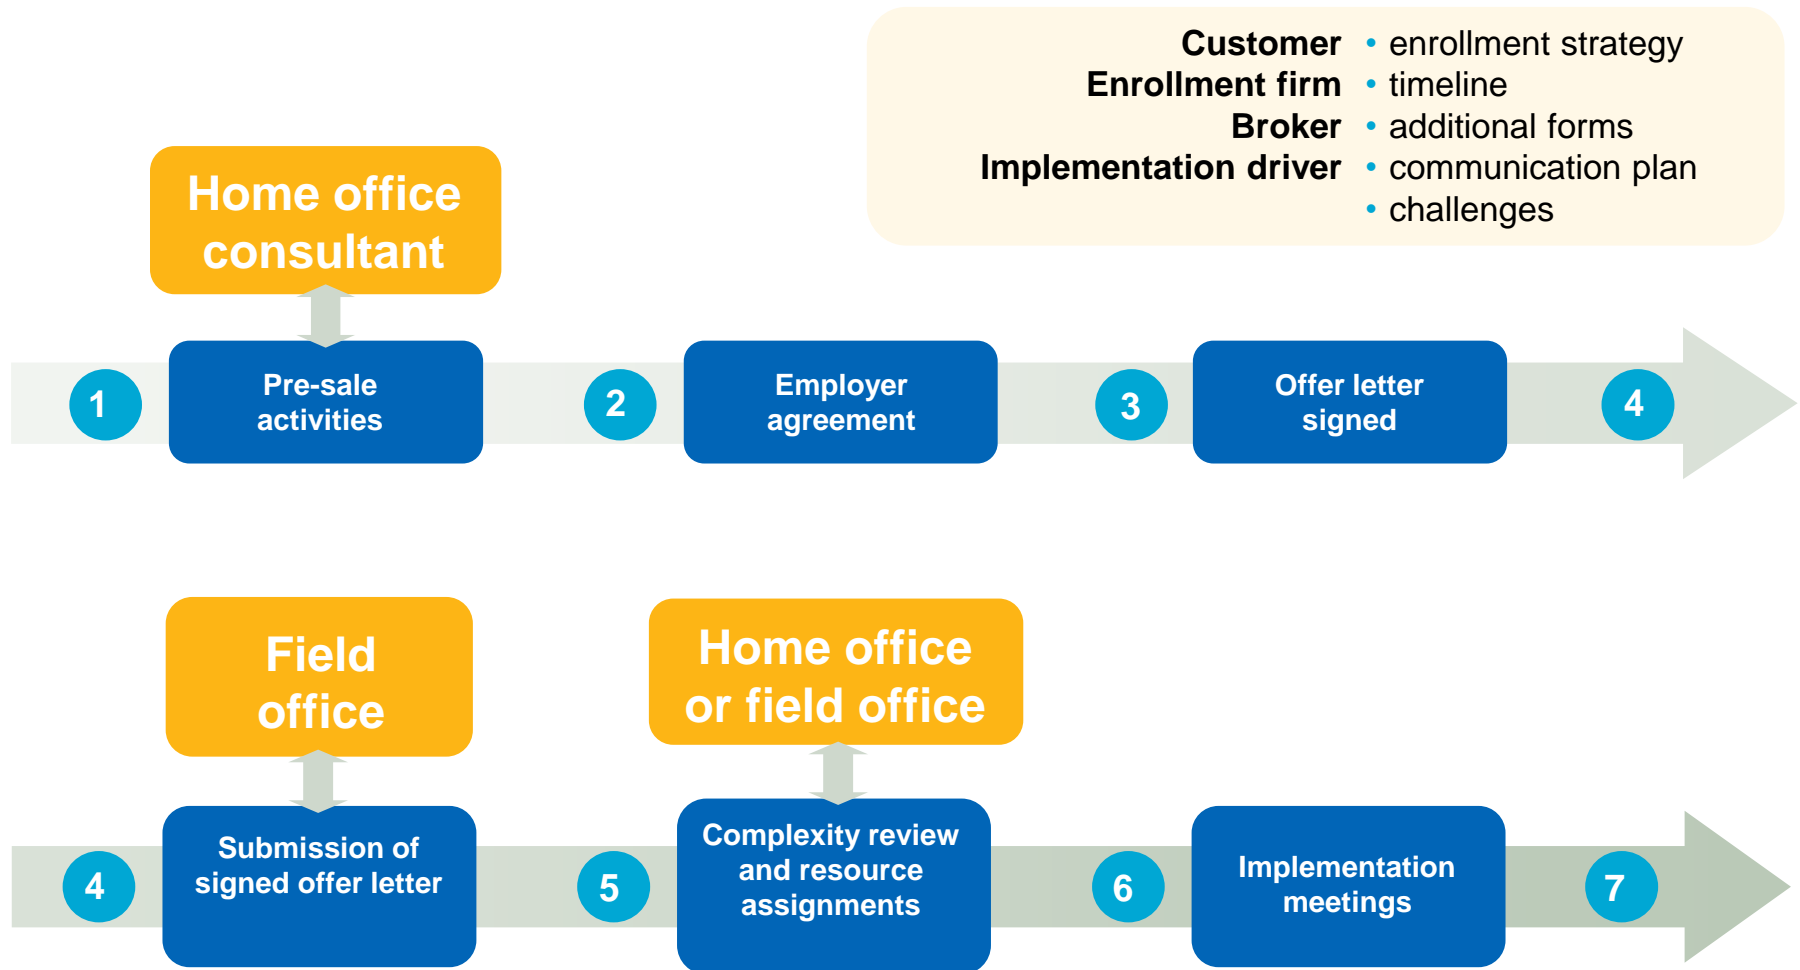 Customer • enrollment strategy
Enrollment firm • timeline
Broker • additional forms
Implementation driver • communication plan
• challenges
Home office
consultant
1
Pre-sale
activities
2
Employer
agreement
3
Offer letter
signed
4
Field
office
Home office
or field office
4
Submission of
signed offer letter
5
Complexity review
and resource
assignments
6
Implementation
meetings
7